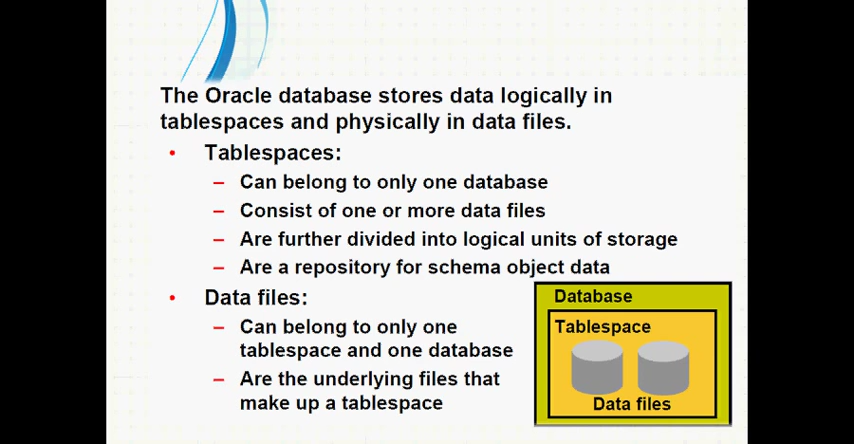 The Oracle database stores data logically in
tablespaces and physically in data files.
• Tablespaces:
– Can belong to only one database
– Consist of one or more data files
– Are further divided into logical units of storage
– Are a repository for schema object data
• Data files:
– Can belong to only one
tablespace and one database
– Are the underlying files that
make up a tablespace
Database
Tablespace
Data files